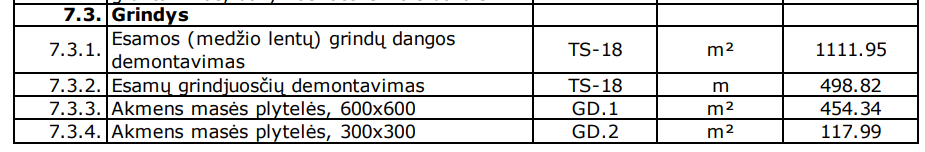 7.3. Grindys
7.3.1. Esamos (medžio lentų) grindų dangos demontavimas TS-18 m² 1111.95
7.3.2. Esamų grindjuosčių demontavimas TS-18 m 498.82
7.3.3. Akmens masės plytelės, 600x600 GD.1 m² 454.34
7.3.4. Akmens masės plytelės, 300x300 GD.2 m² 117.99